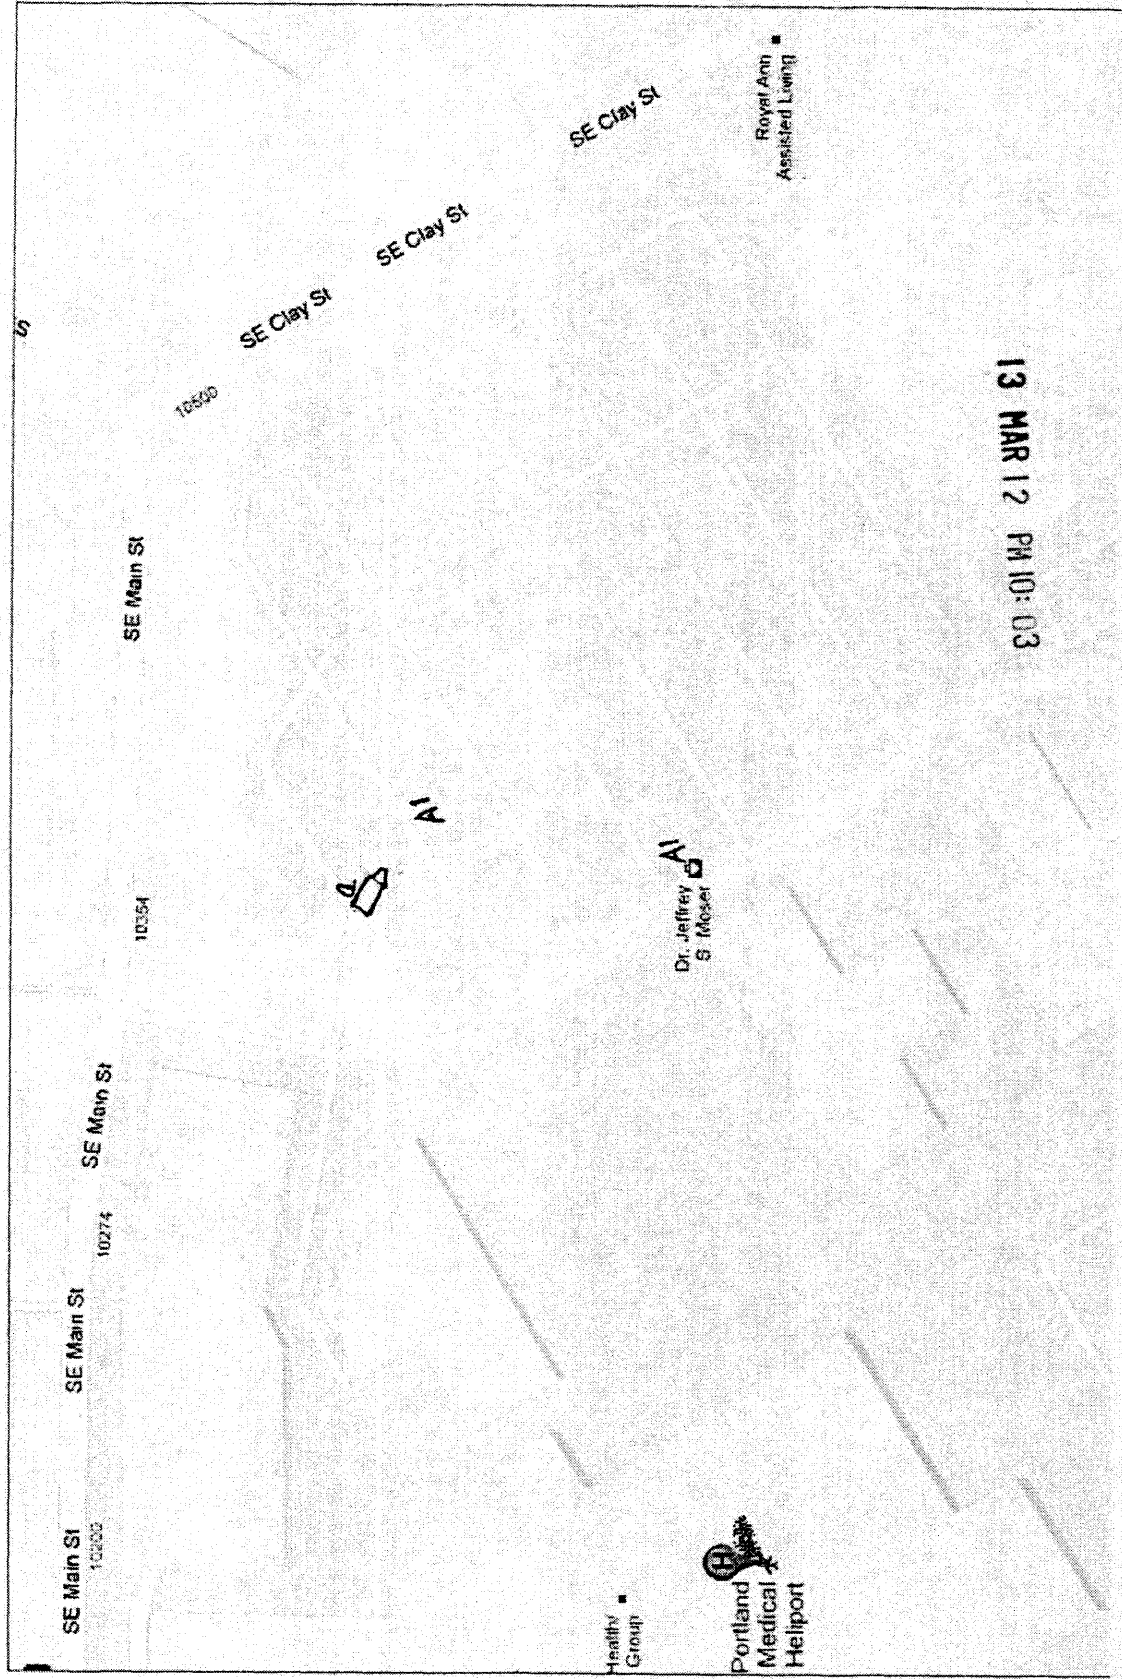 S
SE Main St
10200
SE Main St
10274
SE Main St
10354
SE Main St
10500
SE Clay St
SE Clay St
SE Clay St
A1
A1
Dr. Jeffrey
S Moser
Group
Portland
Medical
Heliport
H
Royal Ann
Assisted Living
13 MAR 12 PM 10: 03